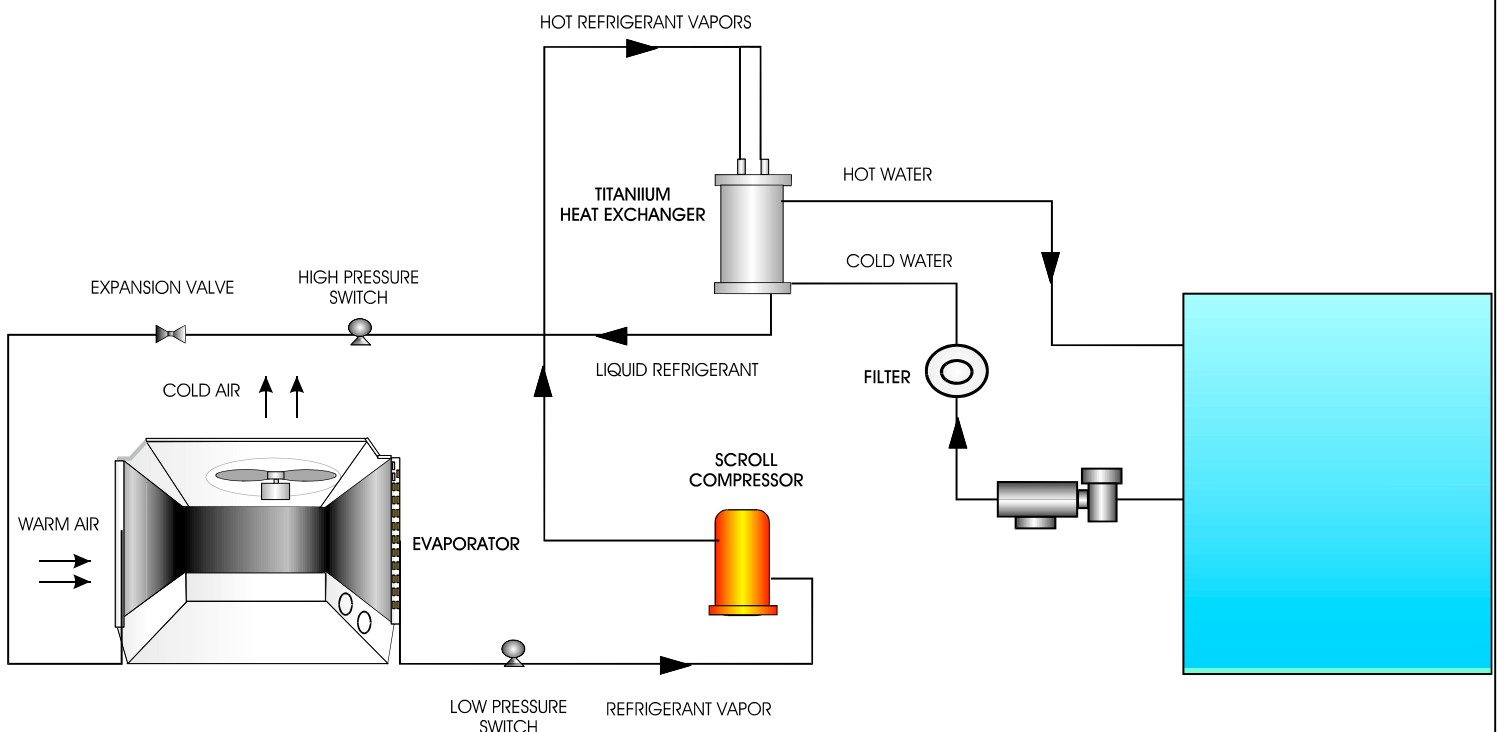 HOT REFRIGERANT VAPORS
HOT WATER
TITANIIUM
HEAT EXCHANGER
COLD WATER
HIGH PRESSURE
SWITCH
EXPANSION VALVE
LIQUID REFRIGERANT
FILTER
COLD AIR
SCROLL
COMPRESSOR
WARM AIR
EVAPORATOR
LOW PRESSURE
SWITCH
REFRIGERANT VAPOR